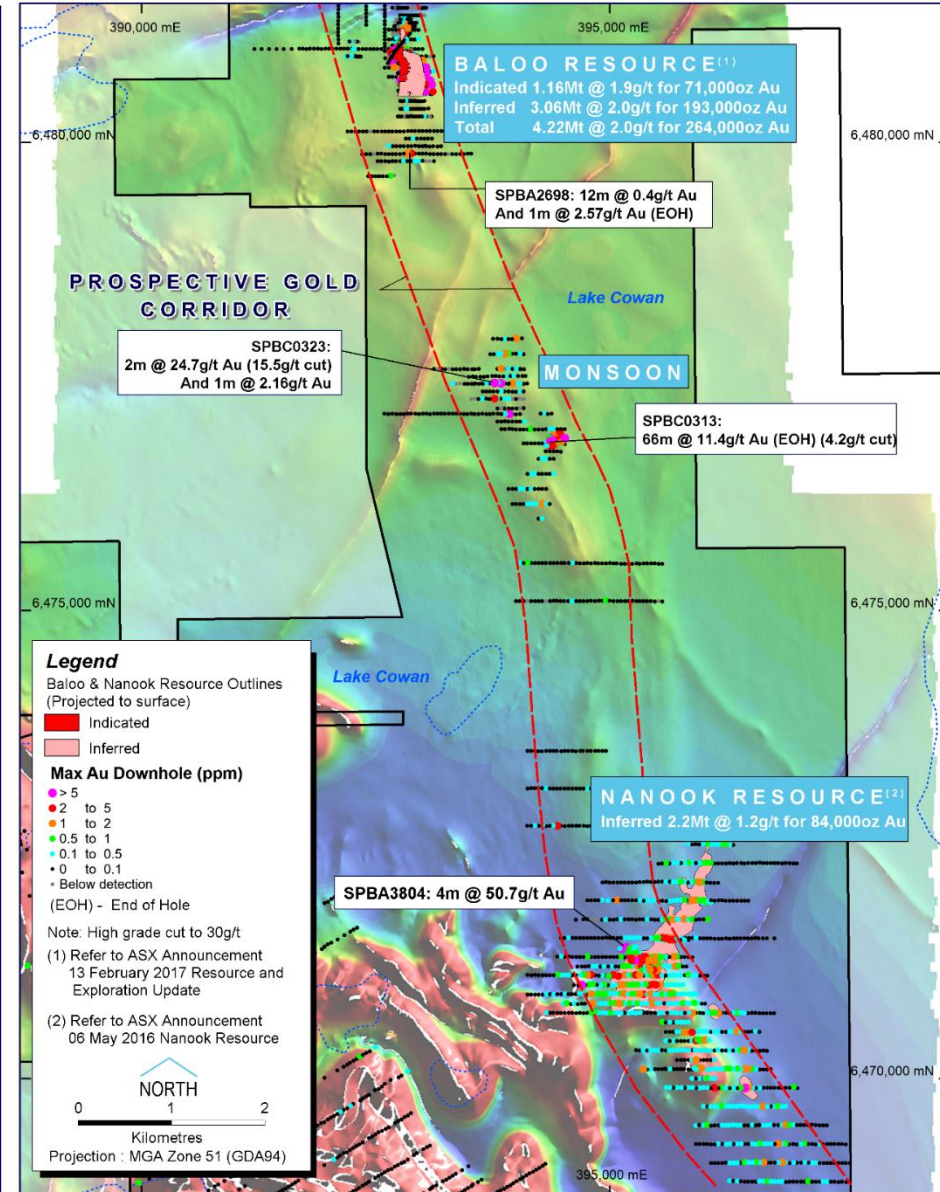 390,000 mE
395,000 mE
BALOO RESOURCE(1)
Indicated 1.16Mt @ 1.9g/t for 71,000oz Au
Inferred 3.06Mt @ 2.0g/t for 193,000oz Au
Total 4.22Mt @ 2.0g/t for 264,000oz Au
6,480,000 mN
6,480,000 mN
SPBA2698: 12m @ 0.4g/t Au
And 1m @ 2.57g/t Au (EOH)
PROSPECTIVE GOLD
CORRIDOR
Lake Cowan
SPBC0323:
2m @ 24.7g/t Au (15.5g/t cut)
And 1m @ 2.16g/t Au
MONSOON
SPBC0313:
66m @ 11.4g/t Au (EOH) (4.2g/t cut)
6,475,000 mN
6,475,000 mN
Lake Cowan
NANOOK RESOURCE(2)
Inferred 2.2Mt @ 1.2g/t for 84,000oz Au
SPBA3804: 4m @ 50.7g/t Au
6,470,000 mN
395,000 mE
Legend
Baloo & Nanook Resource Outlines
(Projected to surface)
Indicated
Inferred
Max Au Downhole (ppm)
> 5
2 to 5
1 to 2
0.5 to 1
0.1 to 0.5
0 to 0.1
Below detection
(EOH) - End of Hole
Note: High grade cut to 30g/t
(1) Refer to ASX Announcement
13 February 2017 Resource and
Exploration Update
(2) Refer to ASX Announcement
06 May 2016 Nanook Resource
NORTH
0 1 2
Kilometres
Projection : MGA Zone 51 (GDA94)